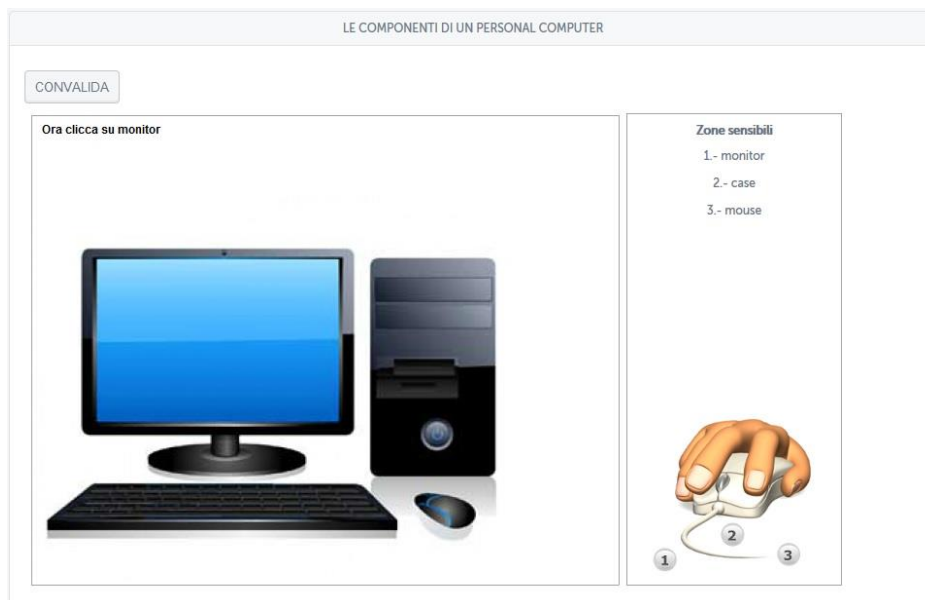 LE COMPONENTI DI UN PERSONAL COMPUTER
CONVALIDA
Ora clicca su monitor
Zone sensibili
1.- monitor
2.- case
3.- mouse
1
2
3